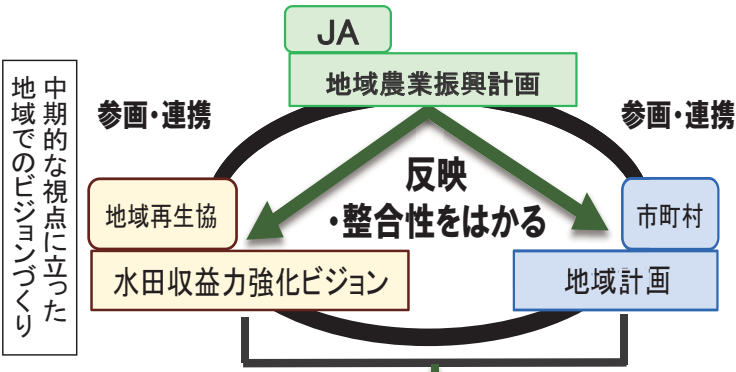 中期的な視点に立った
地域でのビジョンづくり
JA
地域農業振興計画
参画・連携
参画・連携
反映
・整合性をはかる
地域再生協
水田収益力強化ビジョン
市町村
地域計画